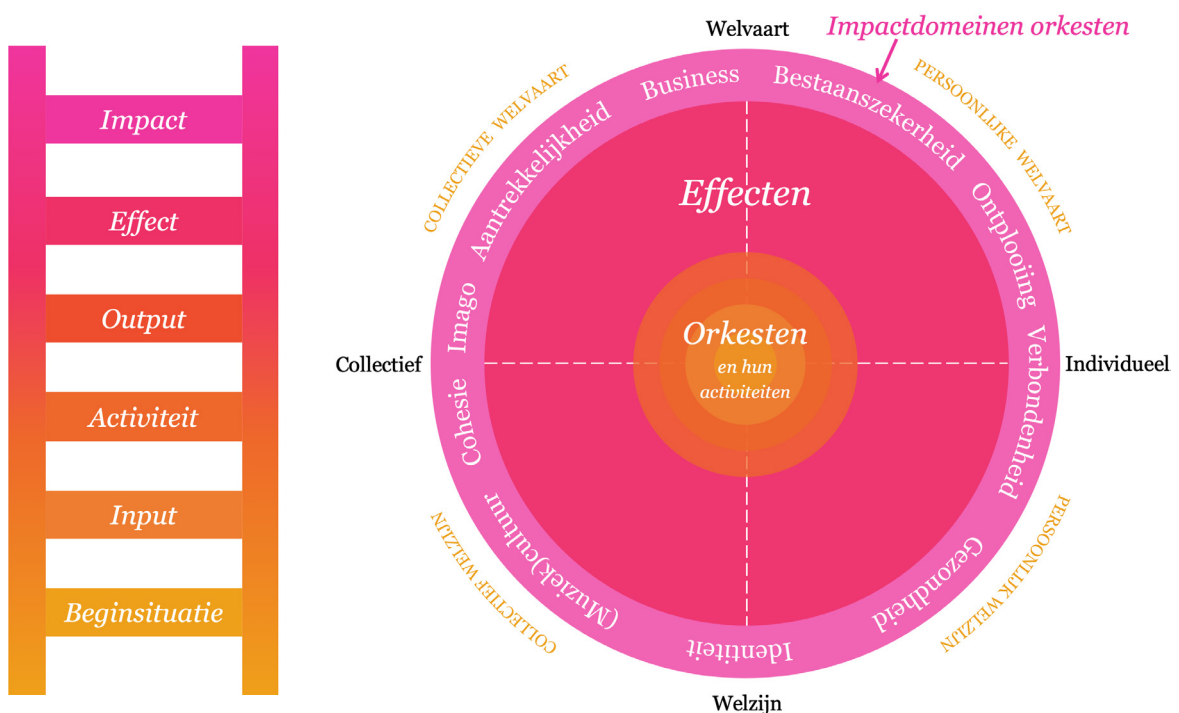 Impact
Effect
Output
Activiteit
Input
Beginsituatie
Welvaart
Impactdomeinen orkesten
COLLECTIEVE WELVAART
PERSOONLIJKE WELVAART
Business
Bestaanszekerheid
Aantrekkelijkheid
Ontplooiing
Imago
Verbondenheid
Effecten
Orkesten
en hun
activiteiten
Collectief
Individueel
Cohesie
(Muziek)cultuur
Identiteit
Gezondheid
COLLECTIEF WELZIJN
PERSOONLIJK WELZIJN
Welzijn